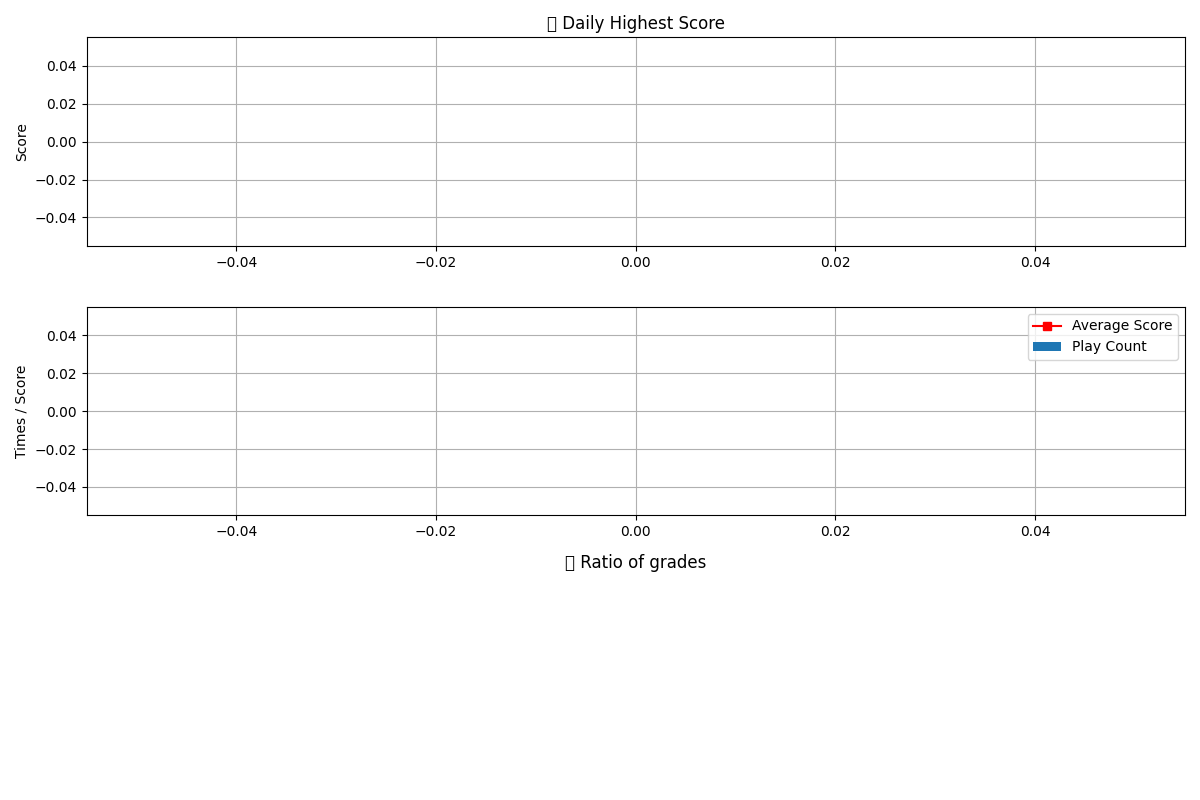 Daily Highest Score
0.04
0.02
0.00
−0.02
−0.04
Score
−0.04 −0.02 0.00 0.02 0.04
0.04
0.02
0.00
−0.02
−0.04
Times / Score
Average Score
Play Count
−0.04 −0.02 0.00 0.02 0.04
Ratio of grades